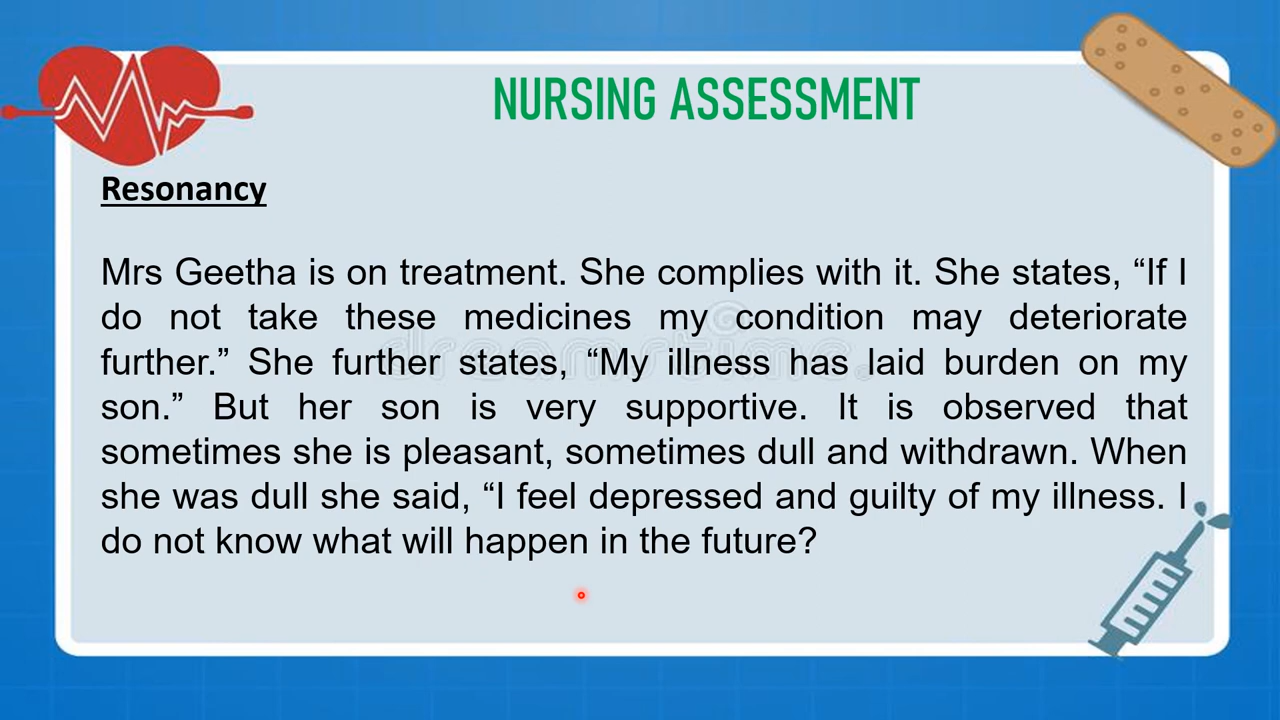 NURSING ASSESSMENT
Resonancy
Mrs Geetha is on treatment. She complies with it. She states, “If I
do not take these medicines my condition may deteriorate
further.” She further states, “My illness has laid burden on my
son.” But her son is very supportive. It is observed that
sometimes she is pleasant, sometimes dull and withdrawn. When
she was dull she said, “I feel depressed and guilty of my illness. I
do not know what will happen in the future?
dreamstime.